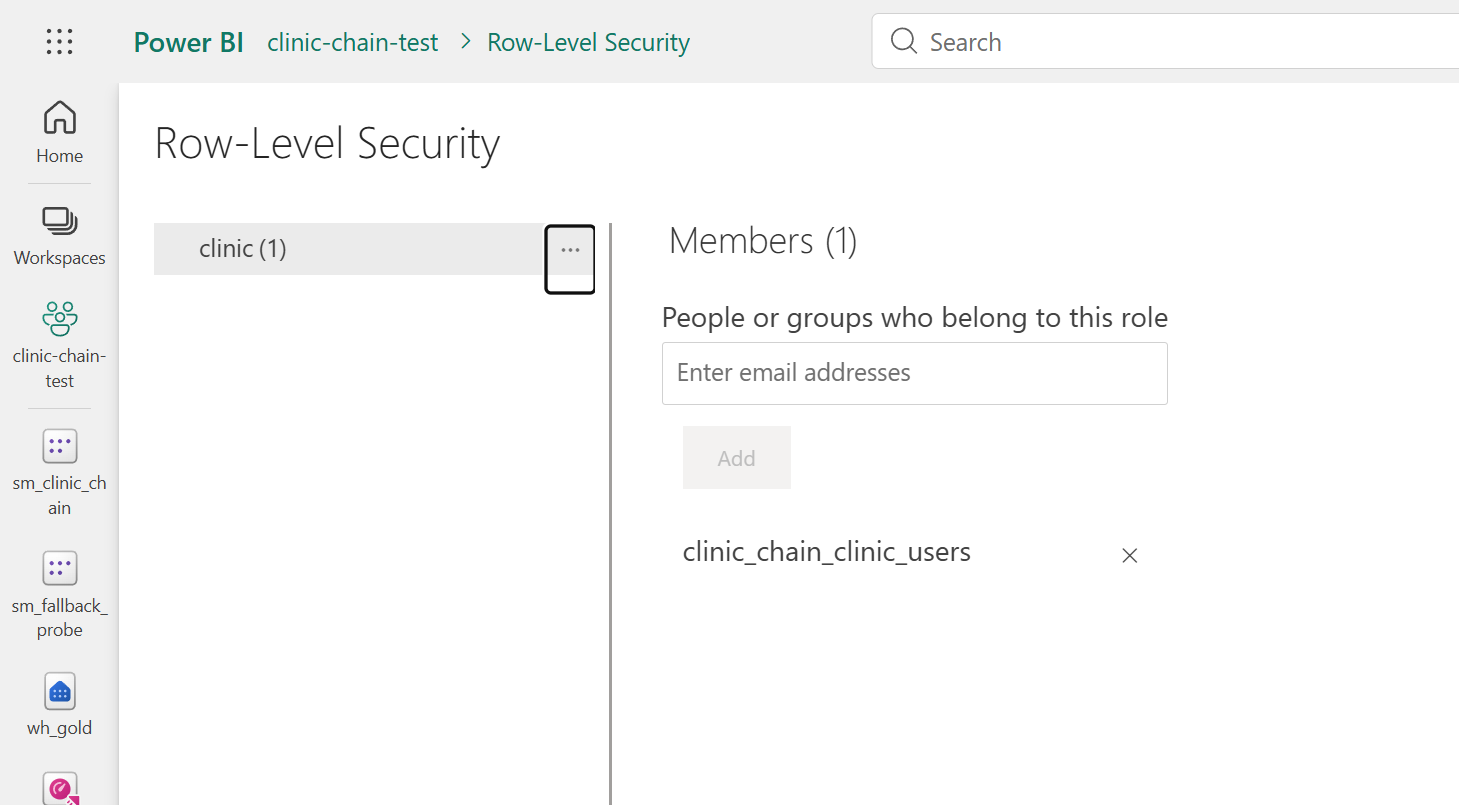 Power BI clinic-chain-test > Row-Level Security
Search
Home
Workspaces
clinic-chain-
test
sm_clinic_ch
ain
sm_fallback_
probe
wh_gold
Row-Level Security
clinic (1)
...
Members (1)
People or groups who belong to this role
Enter email addresses
Add
clinic_chain_clinic_users